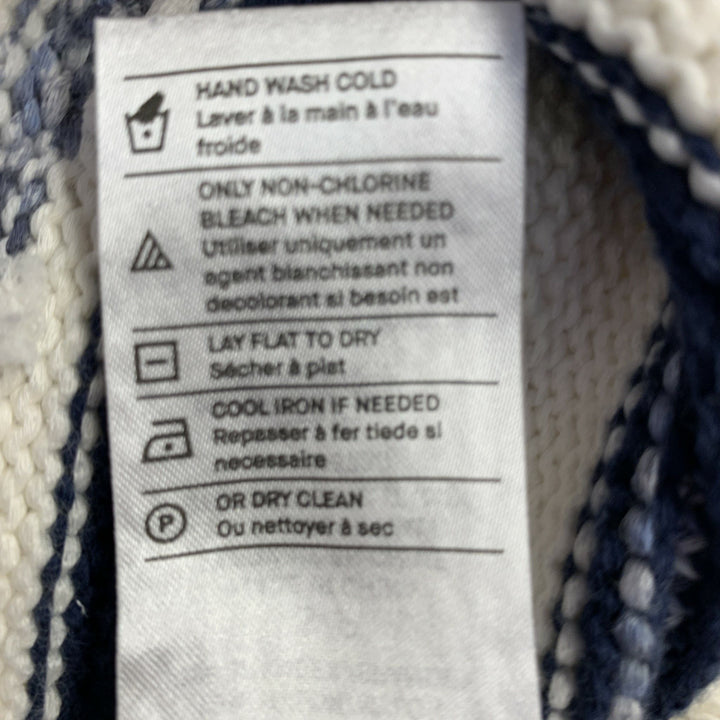 HAND WASH COLD
Laver à la main à l'eau
froide
ONLY NON-CHLORINE
BLEACH WHEN NEEDED
Utiliser uniquement un
agent blanchissant non
decolorant si besoin est
LAY FLAT TO DRY
Sécher à plat
COOL IRON IF NEEDED
Repasser à fer tiede si
necessaire
P
OR DRY CLEAN
Ou nettoyer à sec